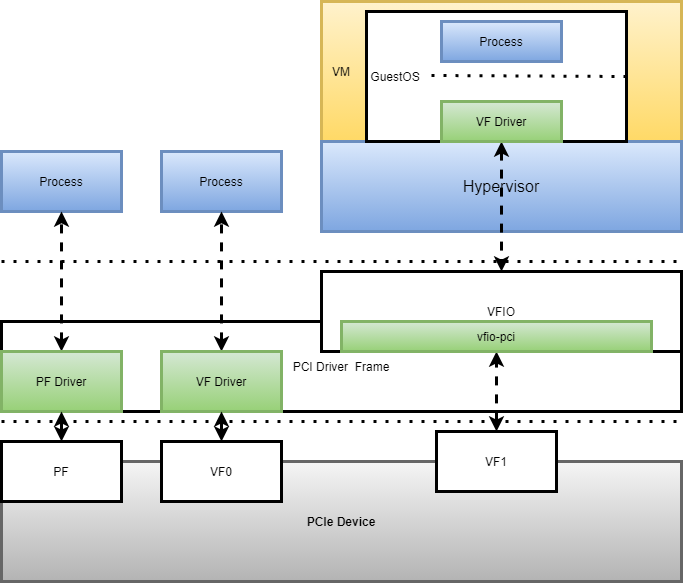 Process
VM
GuestOS
VF Driver
Process
Process
Hypervisor
VFIO
vfio-pci
PF Driver
VF Driver
PCI Driver Frame
PF
VF0
VF1
PCIe Device